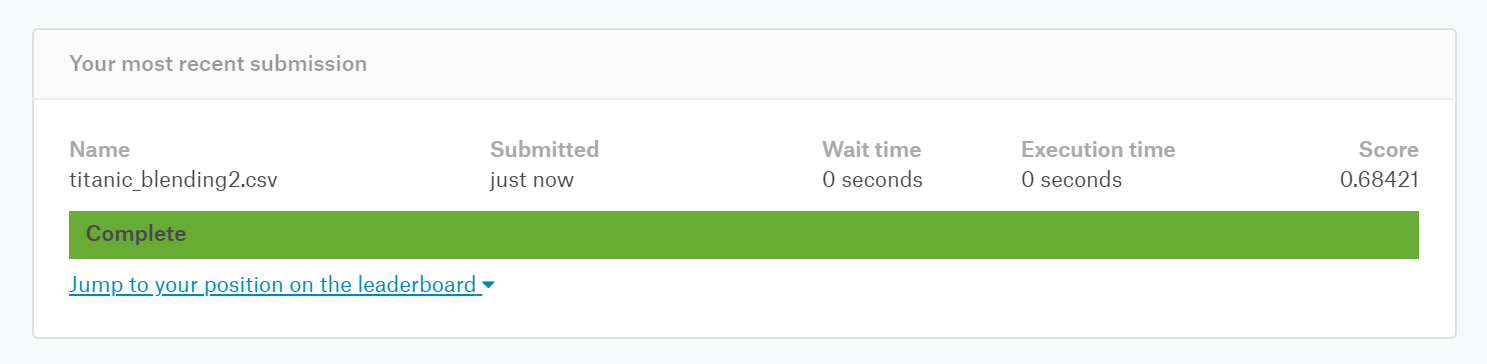 Your most recent submission
Name Submitted Wait time Execution time Score
titanic_blending2.csv just now 0 seconds 0 seconds 0.68421
Complete
Jump to your position on the leaderboard